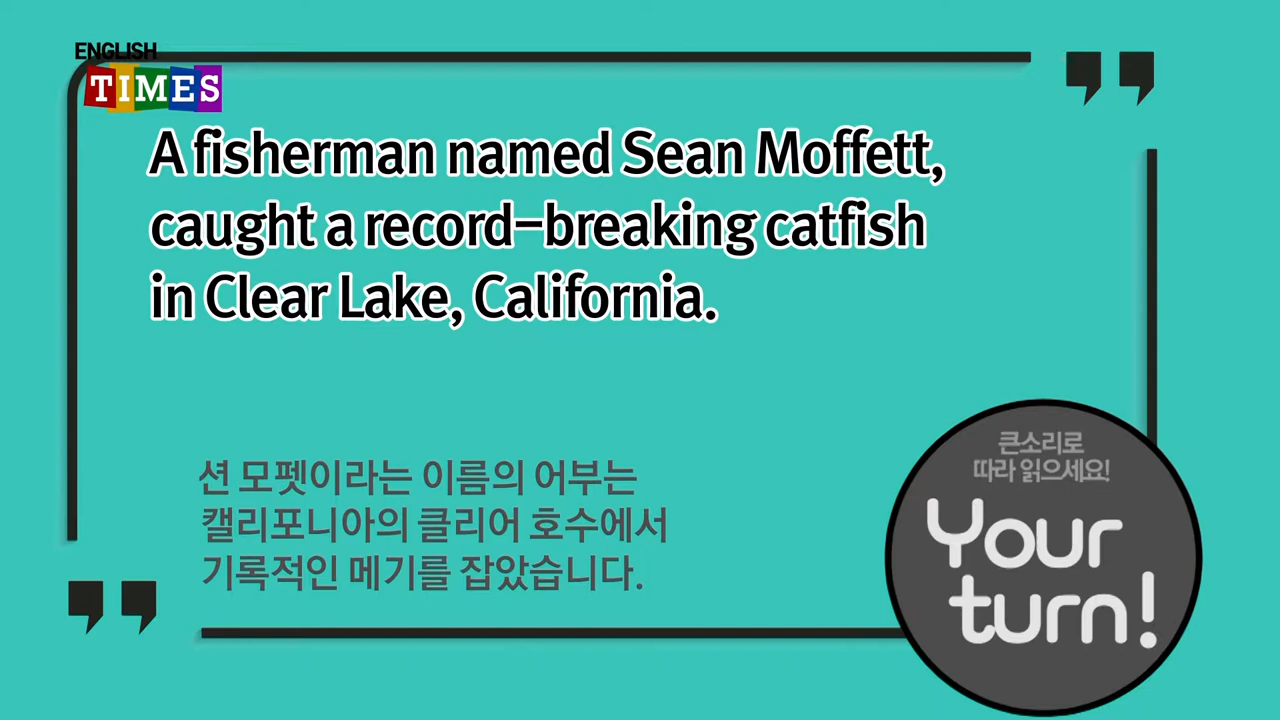 ENGLISH
TIMES
A fisherman named Sean Moffett,
caught a record-breaking catfish
in Clear Lake, California.
션 모펫이라는 이름의 어부는
캘리포니아의 클리어 호수에서
기록적인 메기를 잡았습니다.
큰소리로
따라 읽으세요!
Your
turn!